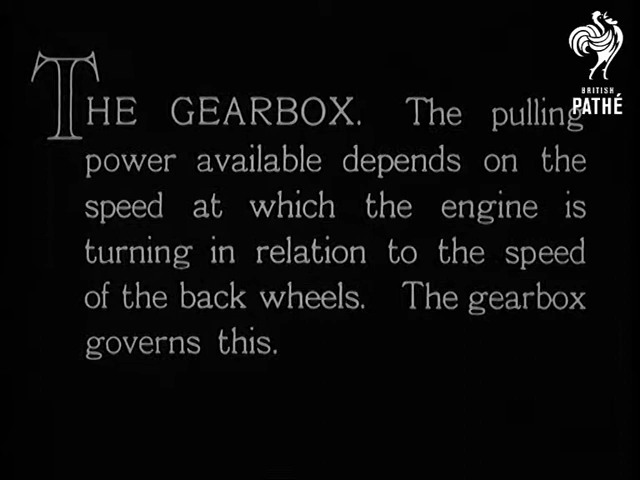 BRITISH
PATHÉ
THE GEARBOX. The pulling
power available depends on the
speed at which the engine is
turning in relation to the speed
of the back wheels. The gearbox
governs this.